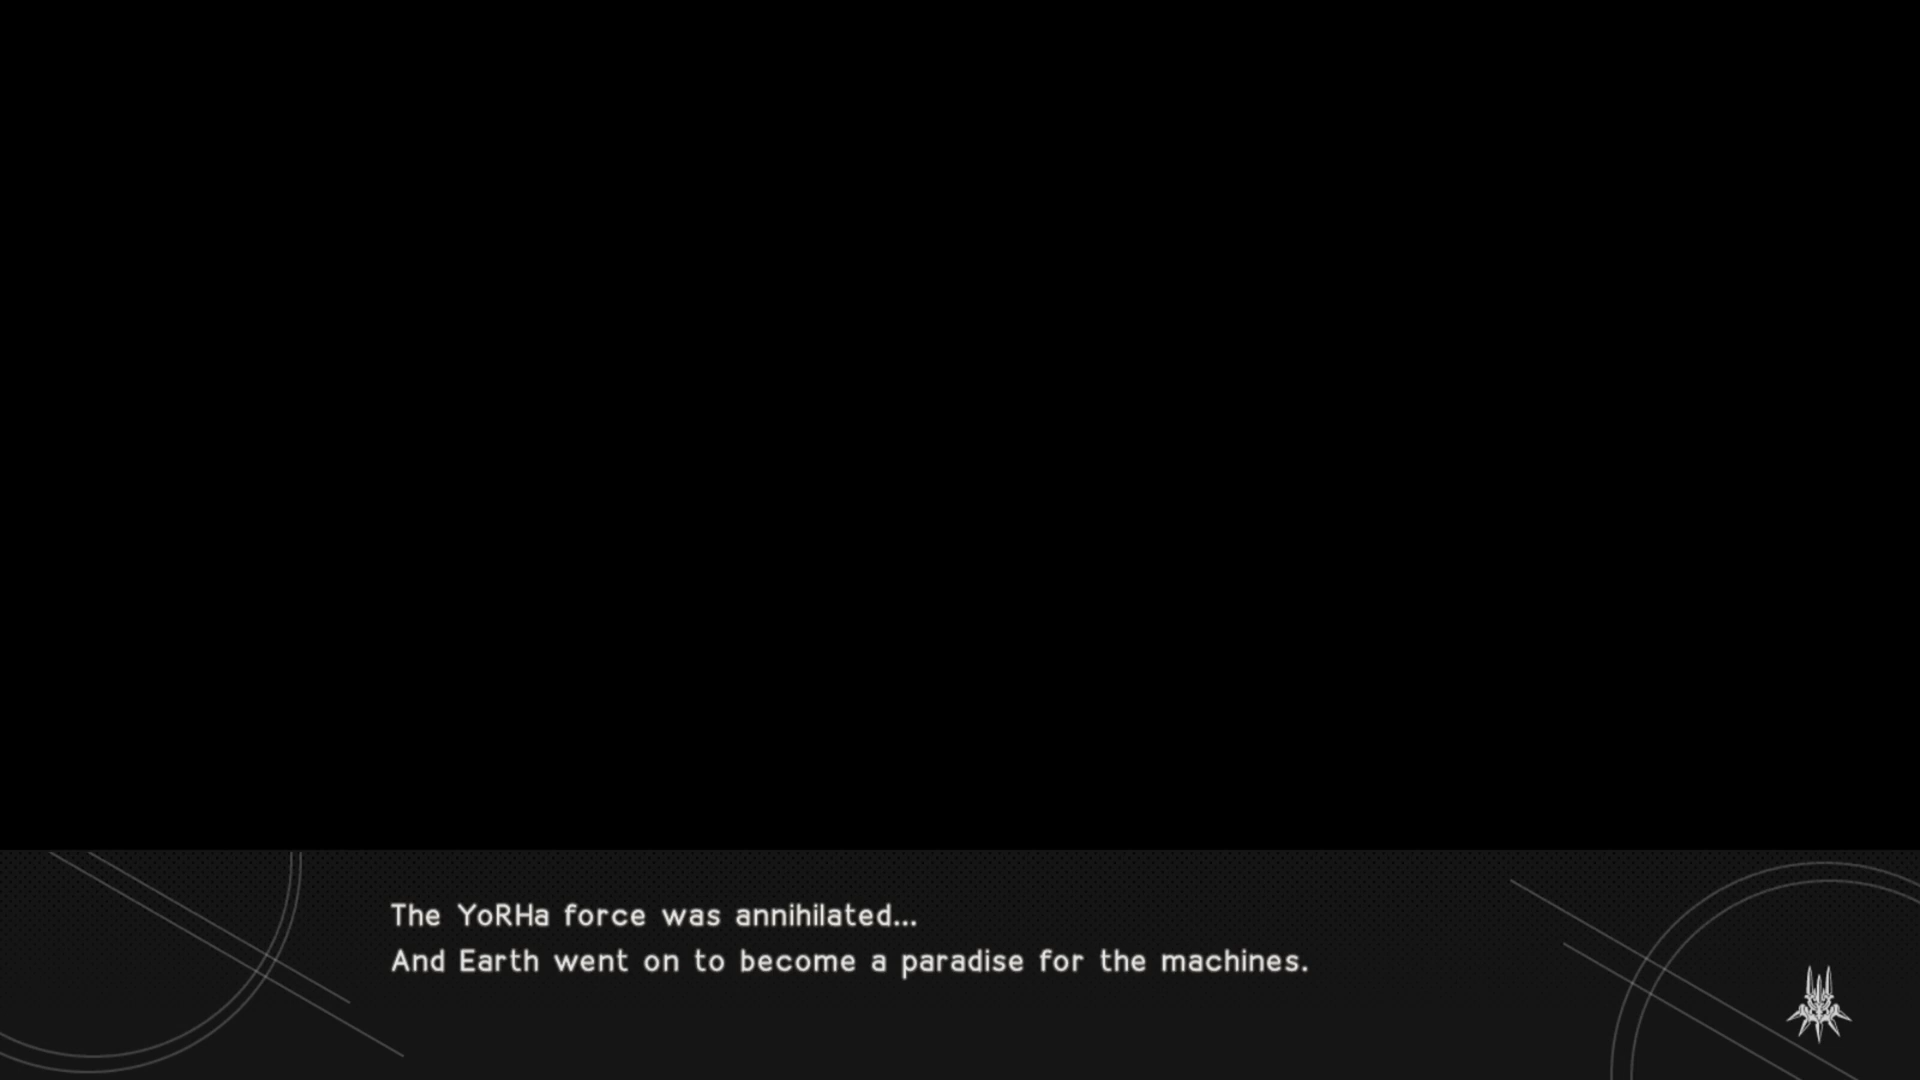 The YoRHa force was annihilated...
And Earth went on to become a paradise for the machines.